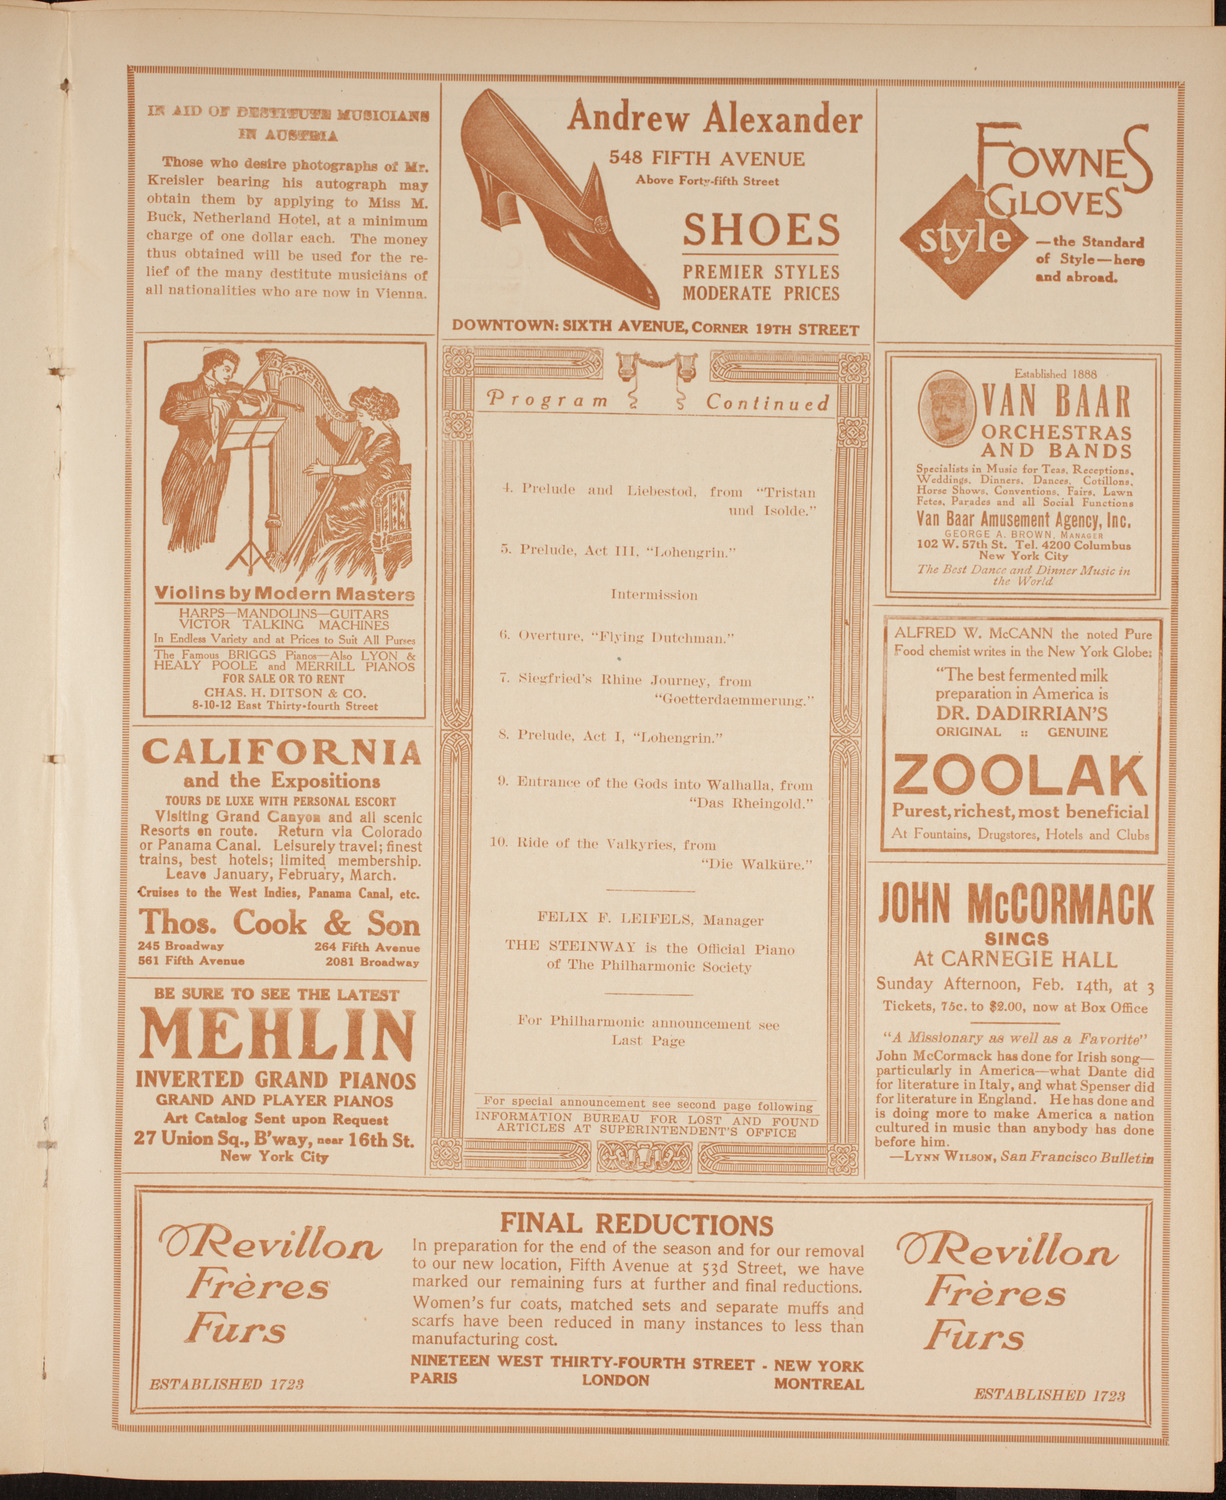 IN AID OF DESTITUTE MUSICIANS
IN AUSTRIA
Those who desire photographs of Mr.
Kreisler bearing his autograph may
obtain them by applying to Miss M.
Buck, Netherland Hotel, at a minimum
charge of one dollar each. The money
thus obtained will be used for the re-
lief of the many destitute musicians of
all nationalities who are now in Vienna.
Andrew Alexander
548 FIFTH AVENUE
Above Forty-fifth Street
SHOES
PREMIER STYLES
MODERATE PRICES
DOWNTOWN: SIXTH AVENUE, CORNER 19TH STREET
FOWNES
GLOVES
style
—the Standard
of Style—here
and abroad.
Violins by Modern Masters
HARPS—MANDOLINS—GUITARS
VICTOR TALKING MACHINES
In Endless Variety and at Prices to Suit All Purses
The Famous BRIGGS Pianos—Also LYON &
HEALY POOLE and MERRILL PIANOS
FOR SALE OR TO RENT
CHAS. H. DITSON & CO.
8-10-12 East Thirty-fourth Street
CALIFORNIA
and the Expositions
TOURS DE LUXE WITH PERSONAL ESCORT
Visiting Grand Canyon and all scenic
Resorts en route. Return via Colorado
or Panama Canal. Leisurely travel; finest
trains, best hotels; limited membership.
Leave January, February, March.
Cruises to the West Indies, Panama Canal, etc.
Thos. Cook & Son
245 Broadway 264 Fifth Avenue
561 Fifth Avenue 2081 Broadway
BE SURE TO SEE THE LATEST
MEHLIN
INVERTED GRAND PIANOS
GRAND AND PLAYER PIANOS
Art Catalog Sent upon Request
27 Union Sq., B'way, near 16th St.
New York City
Program Continued
4. Prelude and Liebestod, from "Tristan
und Isolde."
5. Prelude, Act III, "Lohengrin."
Intermission
6. Overture, "Flying Dutchman."
7. Siegfried's Rhine Journey, from
"Goetterdaemmerung."
8. Prelude, Act I, "Lohengrin."
9. Entrance of the Gods into Walhalla, from
"Das Rheingold."
10. Ride of the Valkyries, from
"Die Walküre."
FELIX F. LEIFELS, Manager
THE STEINWAY is the Official Piano
of The Philharmonic Society
For Philharmonic announcement see
Last Page
For special announcement see second page following
INFORMATION BUREAU FOR LOST AND FOUND
ARTICLES AT SUPERINTENDENT'S OFFICE
Established 1888
VAN BAAR
ORCHESTRAS
AND BANDS
Specialists in Music for Teas, Receptions,
Weddings, Dinners, Dances, Cotillons,
Horse Shows, Conventions, Fairs, Lawn
Fetes, Parades and all Social Functions
Van Baar Amusement Agency, Inc.
GEORGE A. BROWN, MANAGER
102 W. 57th St. Tel. 4200 Columbus
New York City
The Best Dance and Dinner Music in
the World
ALFRED W. McCANN the noted Pure
Food chemist writes in the New York Globe:
"The best fermented milk
preparation in America is
DR. DADIRRIAN'S
ORIGINAL :: GENUINE
ZOOLAK
Purest, richest, most beneficial
At Fountains, Drugstores, Hotels and Clubs
JOHN McCORMACK
SINGS
At CARNEGIE HALL
Sunday Afternoon, Feb. 14th, at 3
Tickets, 75c. to $2.00, now at Box Office
"A Missionary as well as a Favorite"
John McCormack has done for Irish song—
particularly in America—what Dante did
for literature in Italy, and what Spenser did
for literature in England. He has done and
is doing more to make America a nation
cultured in music than anybody has done
before him.
—LYNN WILSON, San Francisco Bulletin
Revillon
Frères
Furs
ESTABLISHED 1723
FINAL REDUCTIONS
In preparation for the end of the season and for our removal
to our new location, Fifth Avenue at 53d Street, we have
marked our remaining furs at further and final reductions.
Women's fur coats, matched sets and separate muffs and
scarfs have been reduced in many instances to less than
manufacturing cost.
NINETEEN WEST THIRTY-FOURTH STREET - NEW YORK
PARIS LONDON MONTREAL
Revillon
Frères
Furs
ESTABLISHED 1723